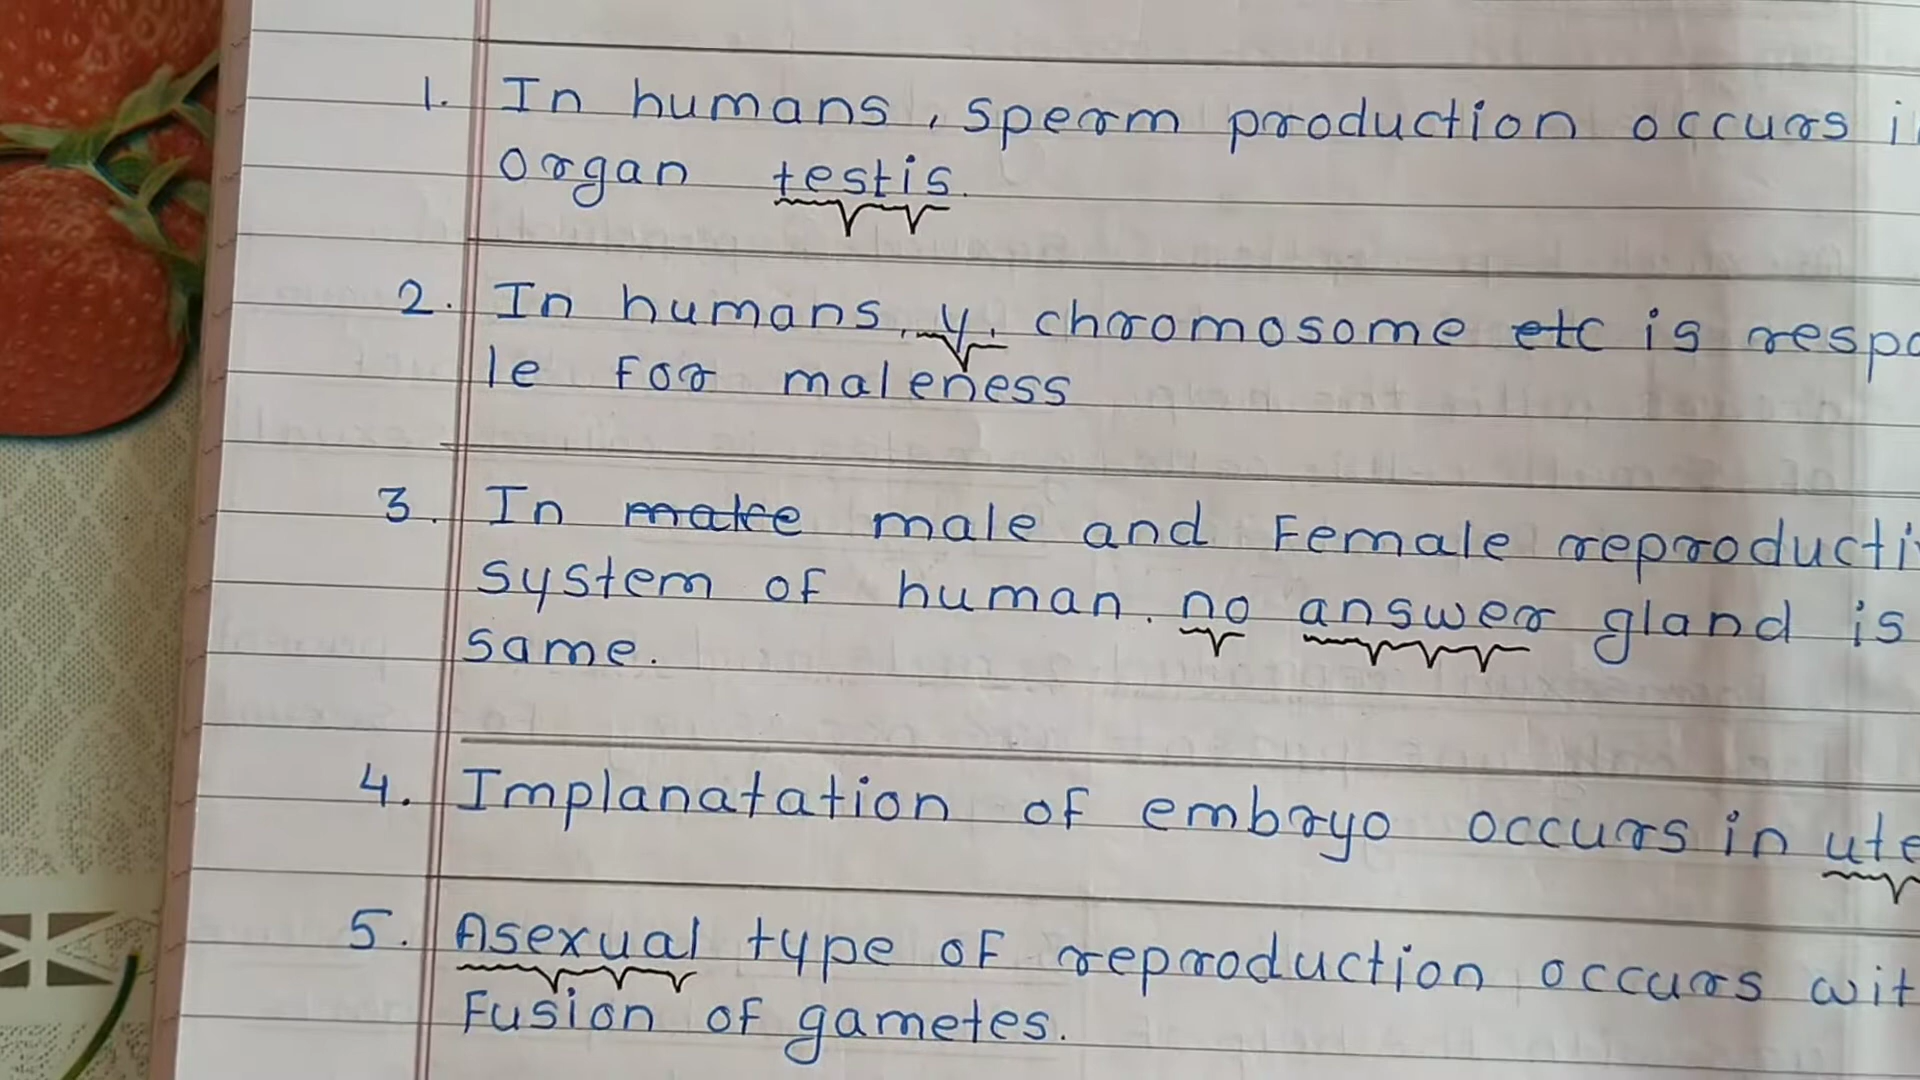 1. In humans, sperm production occurs i
organ testis.
2. In humans, y. chromosome etc is respo
le for maleness
3. In make male and Female reproducti
system of human. no answer gland is
same.
4. Implanatation of embryo occurs in ute
5. Asexual type of reproduction occurs wit
Fusion of gametes.